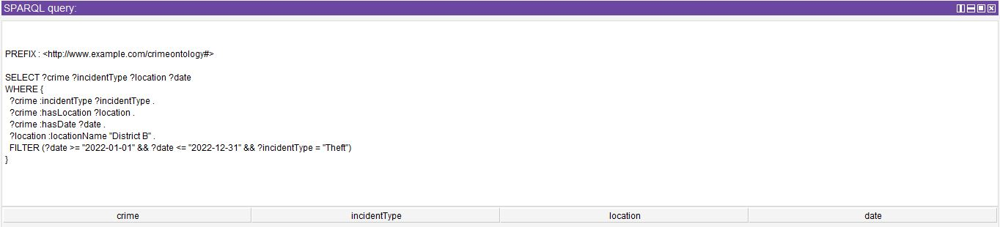 SPARQL query:
PREFIX : <http://www.example.com/crimeontology#>
SELECT ?crime ?incidentType ?location ?date
WHERE {
?crime :incidentType ?incidentType .
?crime :hasLocation ?location .
?crime :hasDate ?date .
?location :locationName "District B" .
FILTER (?date >= "2022-01-01" && ?date <= "2022-12-31" && ?incidentType = "Theft")
}
crime incidentType location date